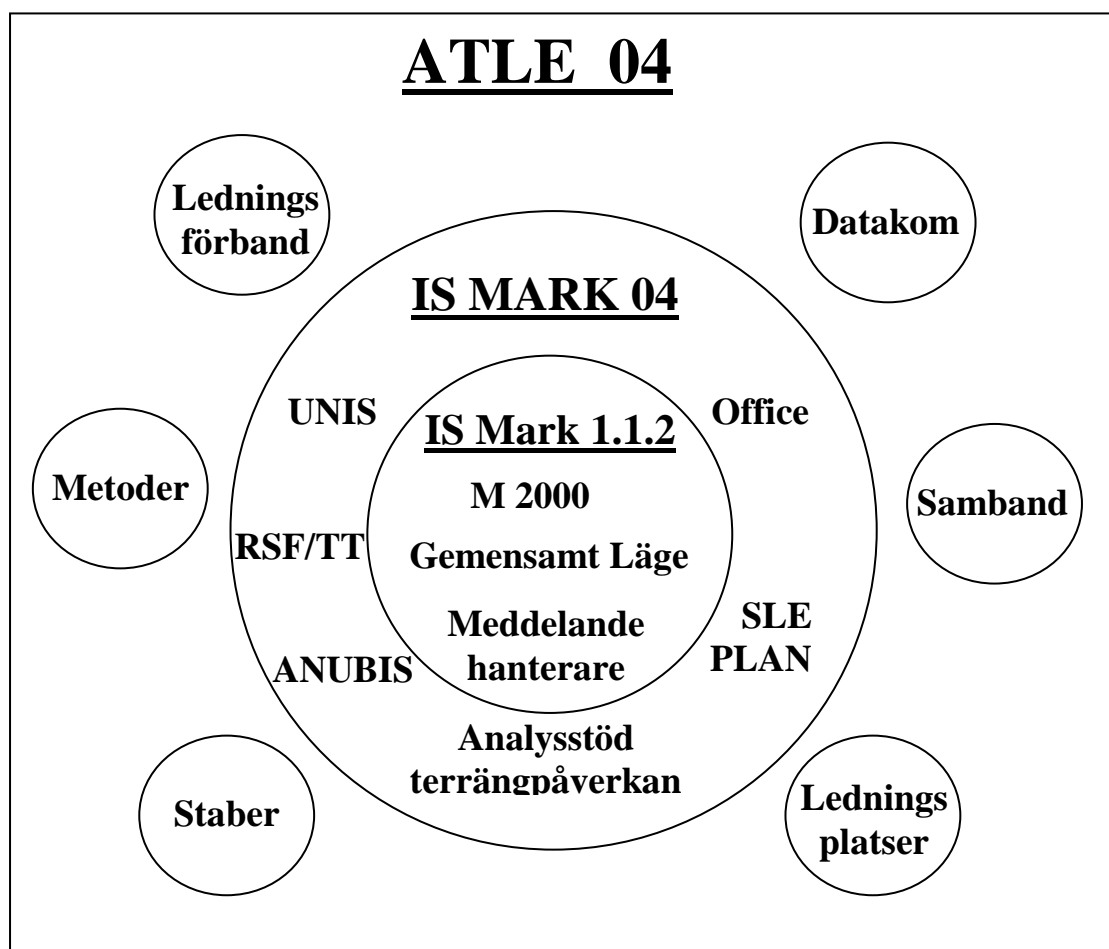 ATLE 04
Lednings
förband
Datakom
IS MARK 04
UNIS
Office
IS Mark 1.1.2
M 2000
Gemensamt Läge
Meddelande
hanterare
Metoder
Samband
RSF/TT
SLE
PLAN
ANUBIS
Analysstöd
terrängpåverkan
Staber
Lednings
platser